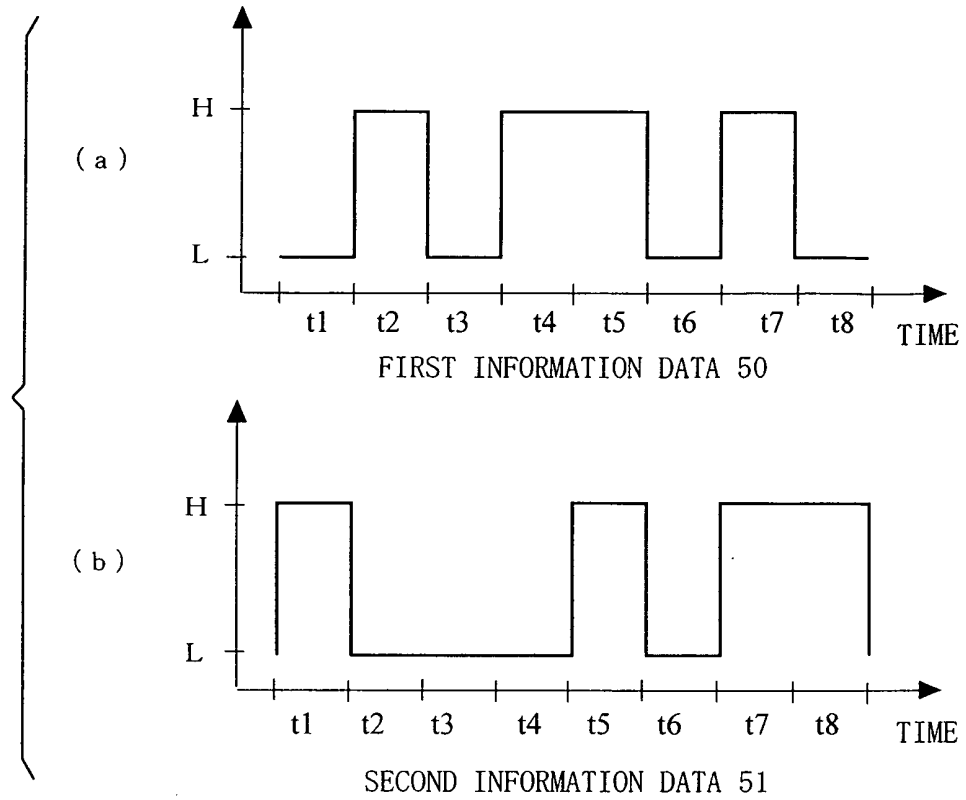 (a)
H
L
t1 t2 t3 t4 t5 t6 t7 t8 TIME
FIRST INFORMATION DATA 50
(b)
H
L
t1 t2 t3 t4 t5 t6 t7 t8 TIME
SECOND INFORMATION DATA 51